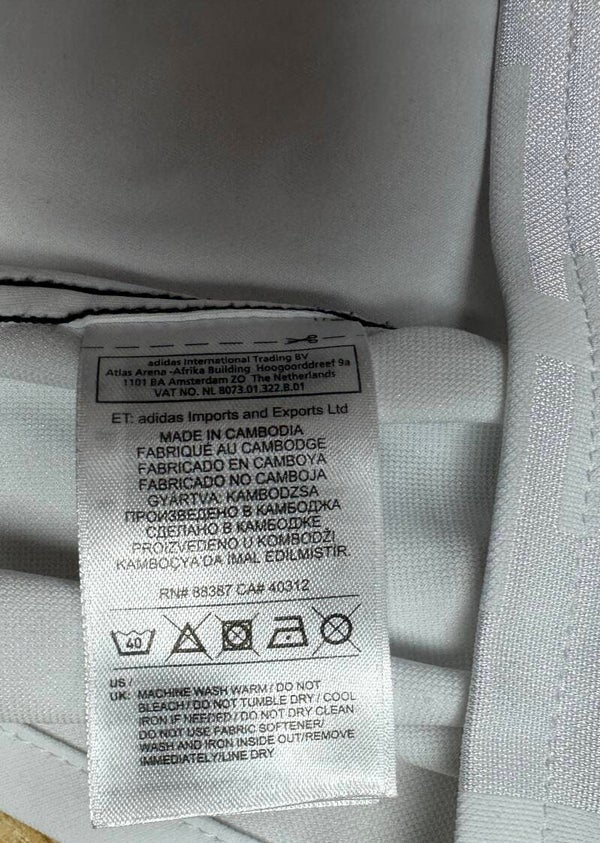 adidas International Trading BV
Atlas Arena -Afrika Building Hoogoorddreef 9a
1101 BA Amsterdam ZO The Netherlands
VAT NO. NL 8073.01.322.B.01
ET: adidas Imports and Exports Ltd
MADE IN CAMBODIA
FABRIQUÉ AU CAMBODGE
FABRICADO EN CAMBOYA
FABRICADO NO CAMBOJA
GYÁRTVA: KAMBODZSA
ПРОИЗВЕДЕНО В КАМБОДЖА
СДЕЛАНО В КАМБОДЖЕ
PROIZVEDENO U KOMBODŽI
KAMBOÇYA'DA IMAL EDILMISTIR.
RN# 88387 CA# 40312
40
US /
UK: MACHINE WASH WARM / DO NOT
BLEACH / DO NOT TUMBLE DRY / COOL
IRON IF NEEDED / DO NOT DRY CLEAN
DO NOT USE FABRIC SOFTENER/
WASH AND IRON INSIDE OUT/REMOVE
IMMEDIATELY/LINE DRY